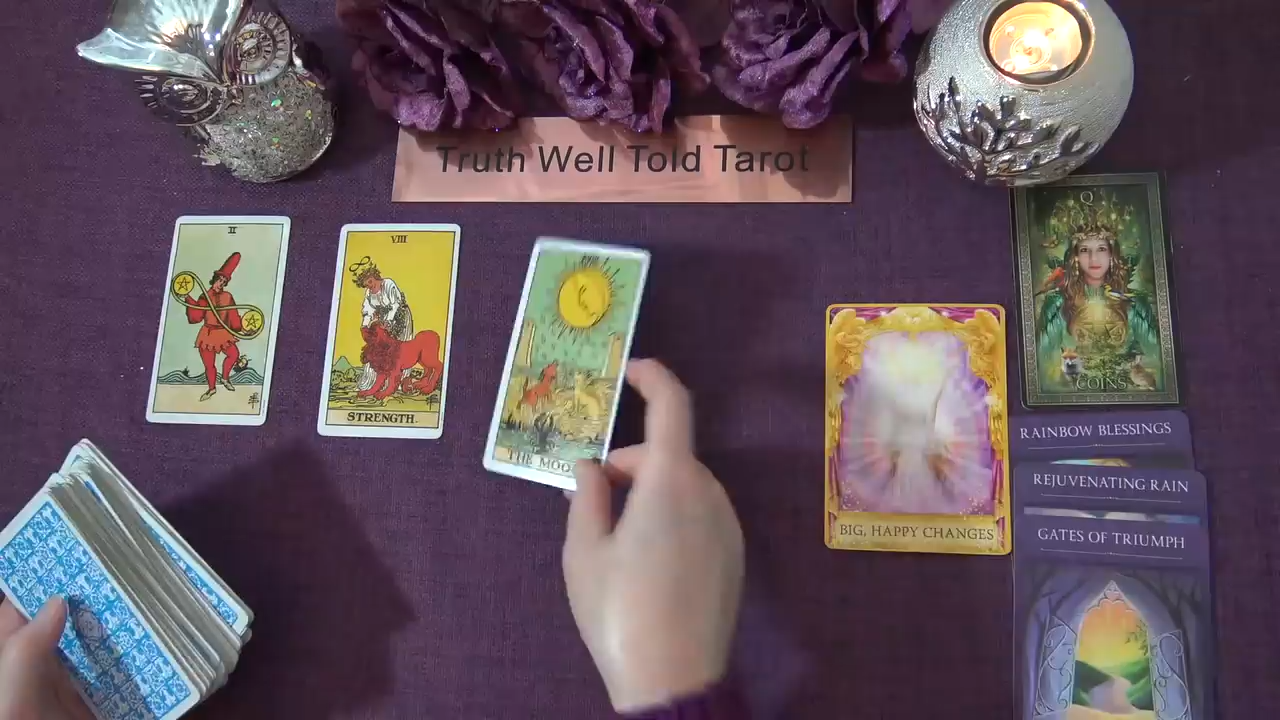 Truth Well Told Tarot
II
VIII
STRENGTH.
THE MOO
Q
COINS
BIG, HAPPY CHANGES
RAINBOW BLESSINGS
REJUVENATING RAIN
GATES OF TRIUMPH